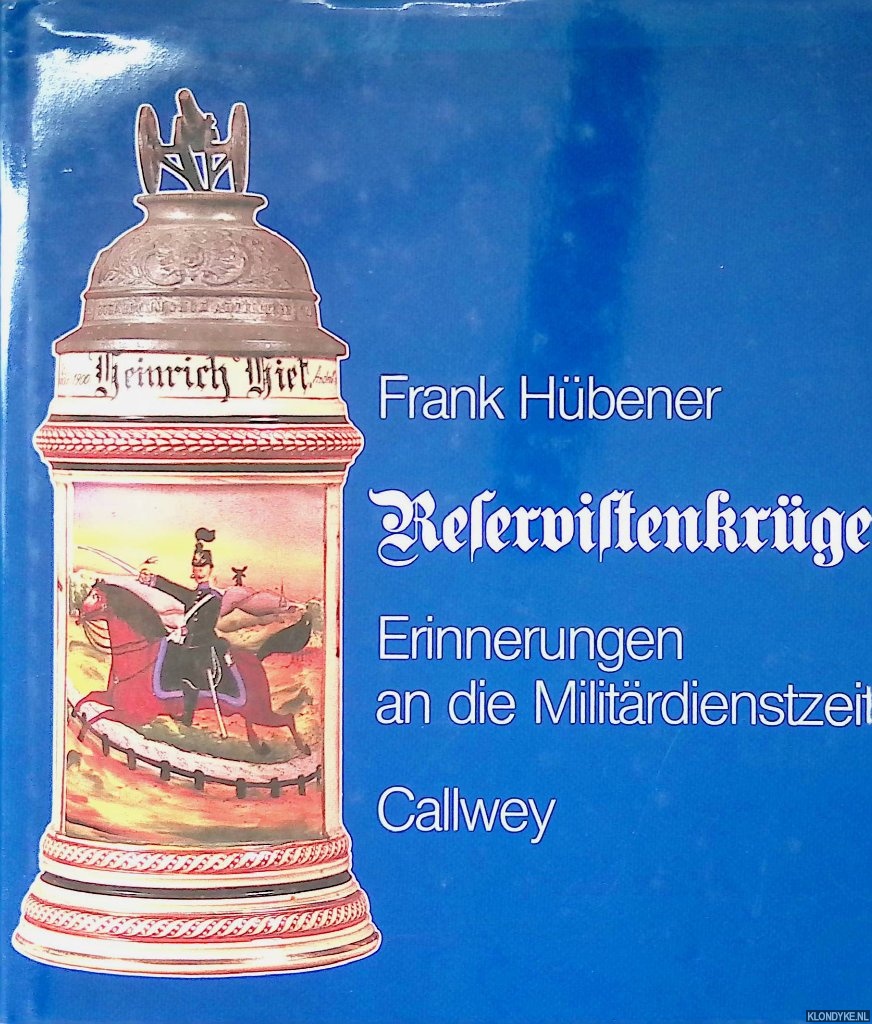 Heinrich
Frank Hübener
Reserviſtenkrüge
Erinnerungen
an die Militärdienstzeit
Callwey
KLONDYKE.NL